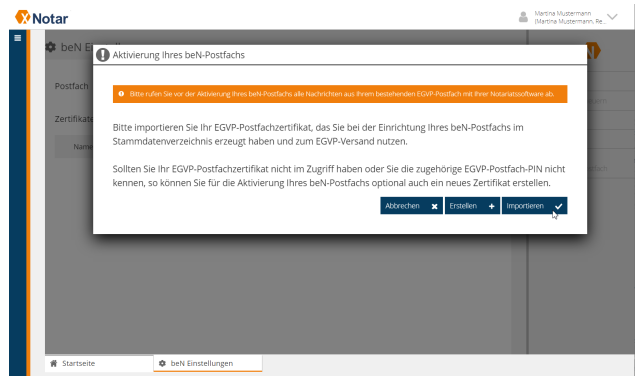 XNotar
Martina Mustermann
(Martina Mustermann, Re...
beN Ei
Aktivierung Ihres beN-Postfachs
Postfach
Bitte rufen Sie vor der Aktivierung Ihres beN-Postfachs alle Nachrichten aus Ihrem bestehenden EGVP-Postfach mit Ihrer Notariatssoftware ab.
Zertifikate
Name
Bitte importieren Sie Ihr EGVP-Postfachzertifikat, das Sie bei der Einrichtung Ihres beN-Postfachs im
Stammdatenverzeichnis erzeugt haben und zum EGVP-Versand nutzen.
Sollten Sie Ihr EGVP-Postfachzertifikat nicht im Zugriff haben oder Sie die zugehörige EGVP-Postfach-PIN nicht
kennen, so können Sie für die Aktivierung Ihres beN-Postfachs optional auch ein neues Zertifikat erstellen.
Abbrechen
Erstellen
Importieren
Startseite
beN Einstellungen